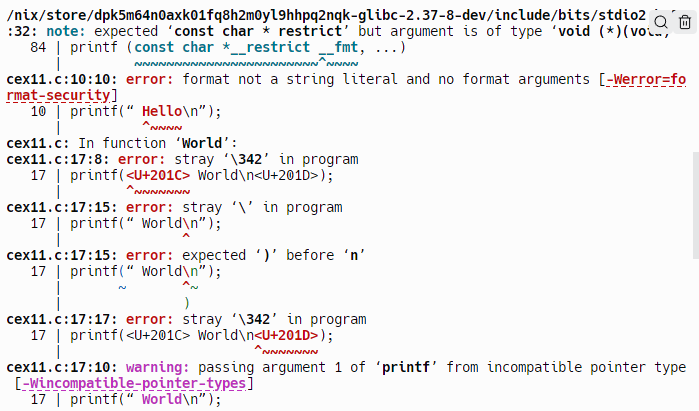 /nix/store/dpk5m64n0axk01fq8h2m0yl9hhpq2nqk-glibc-2.37-8-dev/include/bits/stdio2
:32: note: expected ‘const char * restrict’ but argument is of type ‘void (*)(void)
84 | printf (const char *__restrict __fmt, ...)
| ~~~~~~~~~~~~~~~~~~~~~~~^~~~~
cex11.c:10:10: error: format not a string literal and no format arguments [-Werror=fo
rmat-security]
10 | printf(“ Hello\n”);
| ^~~~~
cex11.c: In function ‘World’:
cex11.c:17:8: error: stray ‘\342’ in program
17 | printf(<U+201C> World\n<U+201D>);
| ^~~~~~~~
cex11.c:17:15: error: stray ‘\’ in program
17 | printf(“ World\n”);
| ^
cex11.c:17:15: error: expected ‘)’ before ‘n’
17 | printf(“ World\n”);
| ~ ^~
| )
cex11.c:17:17: error: stray ‘\342’ in program
17 | printf(<U+201C> World\n<U+201D>);
| ^~~~~~~~
cex11.c:17:10: warning: passing argument 1 of ‘printf’ from incompatible pointer type
[-Wincompatible-pointer-types]
17 | printf(“ World\n”);